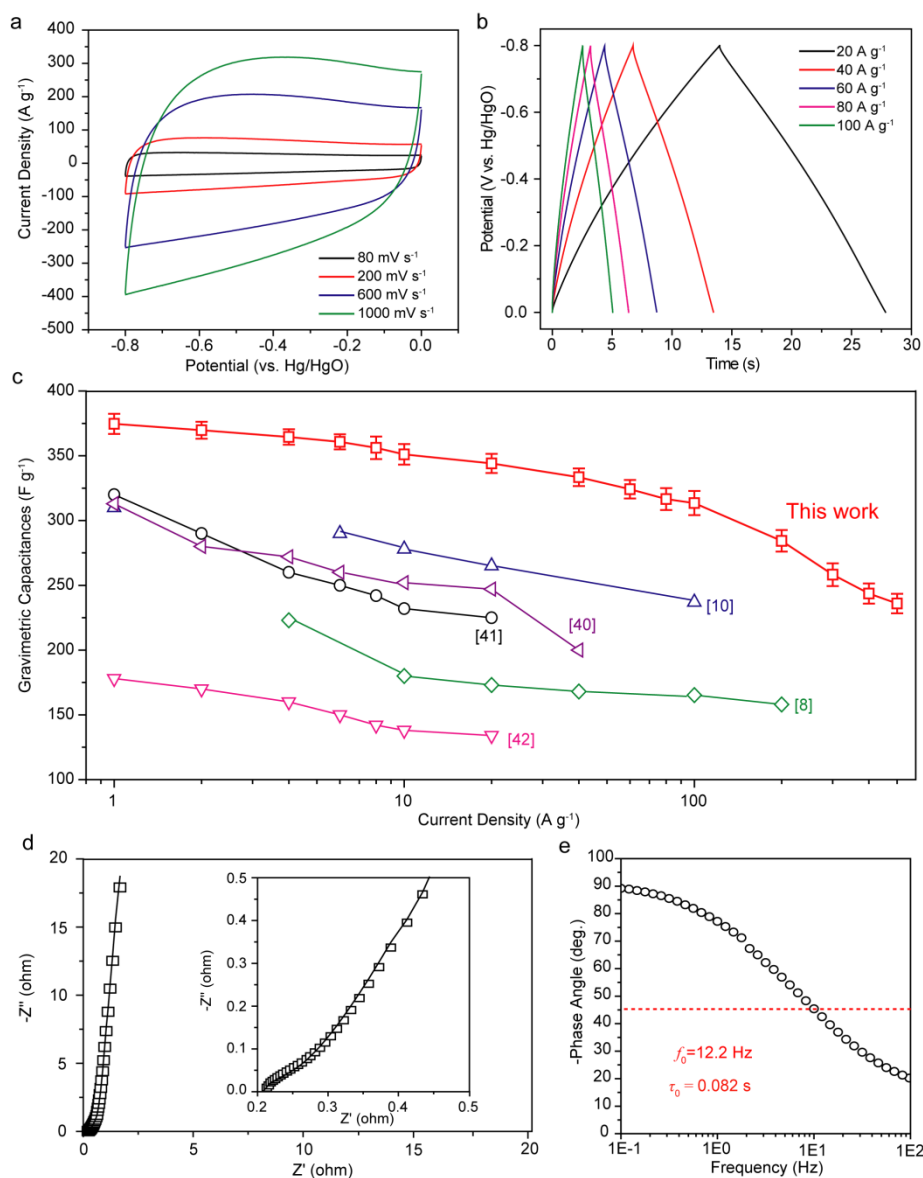 a
400
300
200
100
0
-100
-200
-300
-400
-500
Current Density (A g⁻¹)
80 mV s⁻¹
200 mV s⁻¹
600 mV s⁻¹
1000 mV s⁻¹
-0.8 -0.6 -0.4 -0.2 0.0
Potential (vs. Hg/HgO)
b
-0.8
-0.6
-0.4
-0.2
0.0
Potential (V vs. Hg/HgO)
20 A g⁻¹
40 A g⁻¹
60 A g⁻¹
80 A g⁻¹
100 A g⁻¹
0 5 10 15 20 25 30
Time (s)
c
400
350
300
250
200
150
100
Gravimetric Capacitances (F g⁻¹)
This work
[10]
[40]
[41]
[8]
[42]
1 10 100
Current Density (A g⁻¹)
d
20
15
10
5
0
-Z'' (ohm)
0 5 10 15 20
Z' (ohm)
0.5
0.4
0.3
0.2
0.1
0.0
-Z'' (ohm)
0.2 0.3 0.4 0.5
Z' (ohm)
e
100
90
80
70
60
50
40
30
20
10
0
-Phase Angle (deg.)
f₀=12.2 Hz
τ₀ = 0.082 s
1E-1 1E0 1E1 1E2
Frequency (Hz)